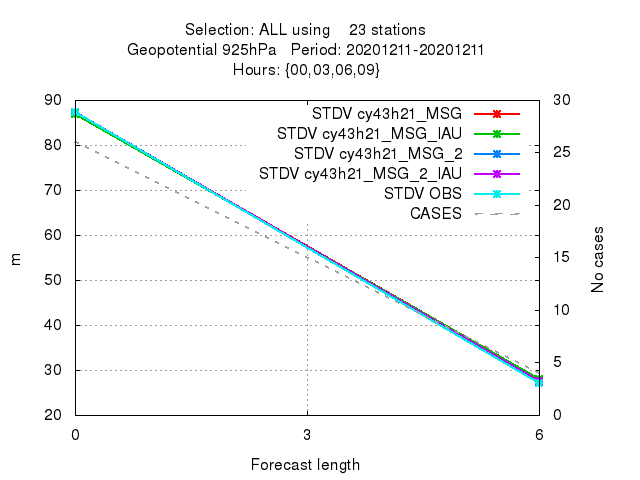 Selection: ALL using    23 stations
Geopotential 925hPa   Period: 20201211-20201211
Hours: {00,03,06,09}
90 30
STDV cy43h21_MSG
STDV cy43h21_MSG_IAU
80 25
STDV cy43h21_MSG_2
STDV cy43h21_MSG_2_IAU
70
STDV OBS
20
CASES
60
m No cases
15
50
40 10
30 5
20 0
0 3 6
Forecast length